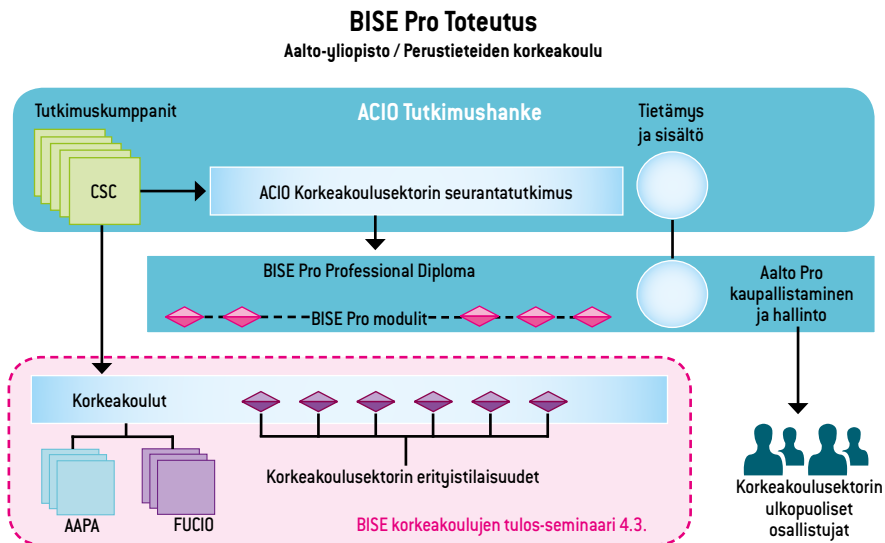 BISE Pro Toteutus
Aalto-yliopisto / Perustieteiden korkeakoulu
Tutkimuskumppanit
ACIO Tutkimushanke
Tietämys
ja sisältö
CSC
ACIO Korkeakoulusektorin seurantatutkimus
BISE Pro Professional Diploma
BISE Pro modulit
Aalto Pro
kaupallistaminen
ja hallinto
Korkeakoulut
Korkeakoulusektorin erityistilaisuudet
AAPA
FUCIO
BISE korkeakoulujen tulos-seminaari 4.3.
Korkeakoulusektorin
ulkopuoliset
osallistujat